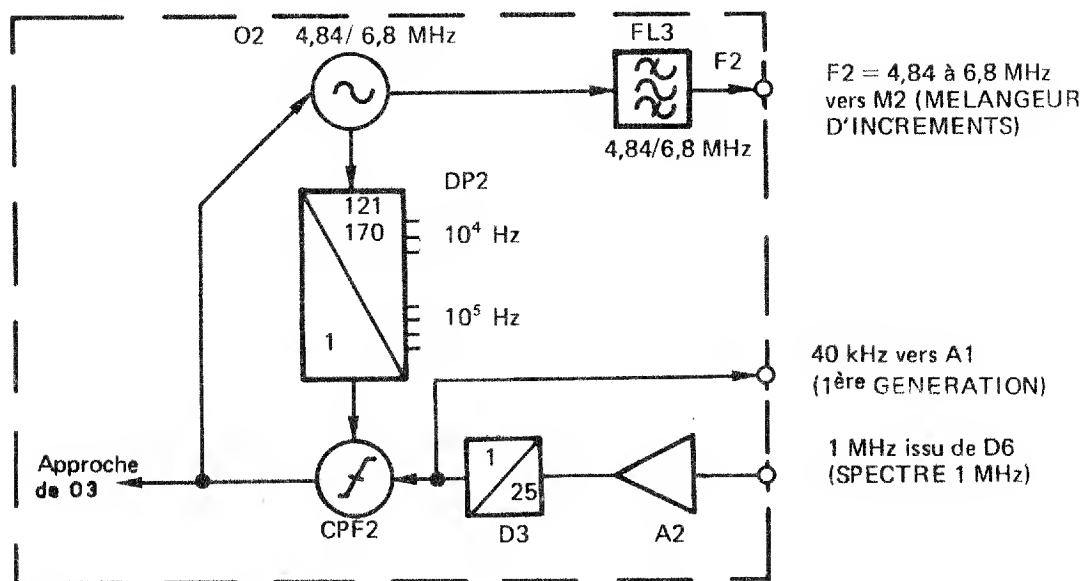 O2 4,84/ 6,8 MHz
FL3
F2
4,84/6,8 MHz
F2 = 4,84 à 6,8 MHz
vers M2 (MELANGEUR
D'INCREMENTS)
DP2
121
170
10⁴ Hz
10⁵ Hz
1
40 kHz vers A1
(1ère GENERATION)
1 MHz issu de D6
(SPECTRE 1 MHz)
Approche
de 03
CPF2
1
25
D3
A2